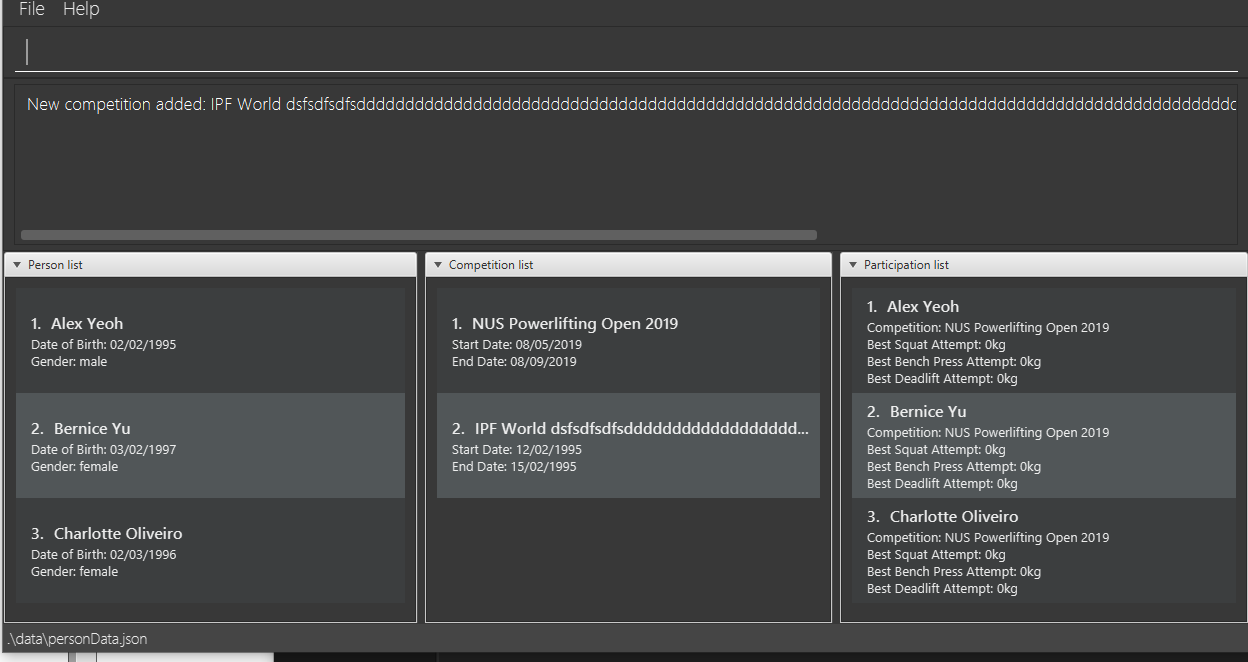 File Help
New competition added: IPF World dsfsdfsdfsddddddddddddddddddddddddddddddddddddddddddddddddddddddddddddddddddddddddddddddddddd
Person list
1. Alex Yeoh
Date of Birth: 02/02/1995
Gender: male
2. Bernice Yu
Date of Birth: 03/02/1997
Gender: female
3. Charlotte Oliveiro
Date of Birth: 02/03/1996
Gender: female
Competition list
1. NUS Powerlifting Open 2019
Start Date: 08/05/2019
End Date: 08/09/2019
2. IPF World dsfsdfsdfsdddddddddddddddddd...
Start Date: 12/02/1995
End Date: 15/02/1995
Participation list
1. Alex Yeoh
Competition: NUS Powerlifting Open 2019
Best Squat Attempt: 0kg
Best Bench Press Attempt: 0kg
Best Deadlift Attempt: 0kg
2. Bernice Yu
Competition: NUS Powerlifting Open 2019
Best Squat Attempt: 0kg
Best Bench Press Attempt: 0kg
Best Deadlift Attempt: 0kg
3. Charlotte Oliveiro
Competition: NUS Powerlifting Open 2019
Best Squat Attempt: 0kg
Best Bench Press Attempt: 0kg
Best Deadlift Attempt: 0kg
.\data\personData.json